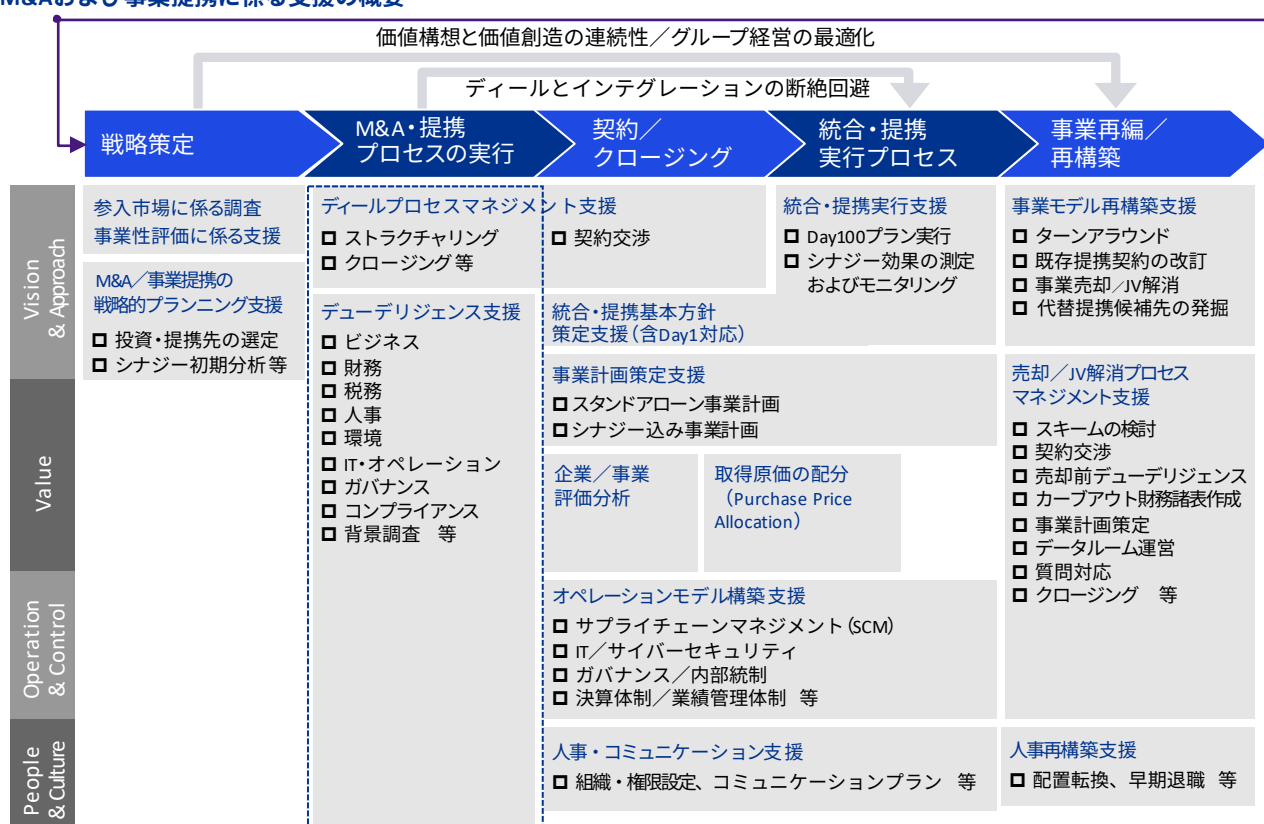 M&Aおよび事業提携に係る支援の概要
価値構想と価値創造の連続性／グループ経営の最適化
ディールとインテグレーションの断絶回避
戦略策定
M&A・提携
プロセスの実行
契約／
クロージング
統合・提携
実行プロセス
事業再編／
再構築
Vision
& Approach
Value
Operation
& Control
People
& Culture
参入市場に係る調査
事業性評価に係る支援
M&A／事業提携の
戦略的プランニング支援
投資・提携先の選定
シナジー初期分析等
ディールプロセスマネジメント支援
ストラクチャリング
クロージング等
契約交渉
デューデリジェンス支援
ビジネス
財務
税務
人事
環境
IT・オペレーション
ガバナンス
コンプライアンス
背景調査　等
統合・提携実行支援
Day100プラン実行
シナジー効果の測定
およびモニタリング
統合・提携基本方針
策定支援（含Day1対応）
事業計画策定支援
スタンドアローン事業計画
シナジー込み事業計画
企業／事業
評価分析
取得原価の配分
（Purchase Price
Allocation）
オペレーションモデル構築支援
サプライチェーンマネジメント（SCM）
IT／サイバーセキュリティ
ガバナンス／内部統制
決算体制／業績管理体制　等
人事・コミュニケーション支援
組織・権限設定、コミュニケーションプラン　等
事業モデル再構築支援
ターンアラウンド
既存提携契約の改訂
事業売却／JV解消
代替提携候補先の発掘
売却／JV解消プロセス
マネジメント支援
スキームの検討
契約交渉
売却前デューデリジェンス
カーブアウト財務諸表作成
事業計画策定
データルーム運営
質問対応
クロージング　等
人事再構築支援
配置転換、早期退職　等